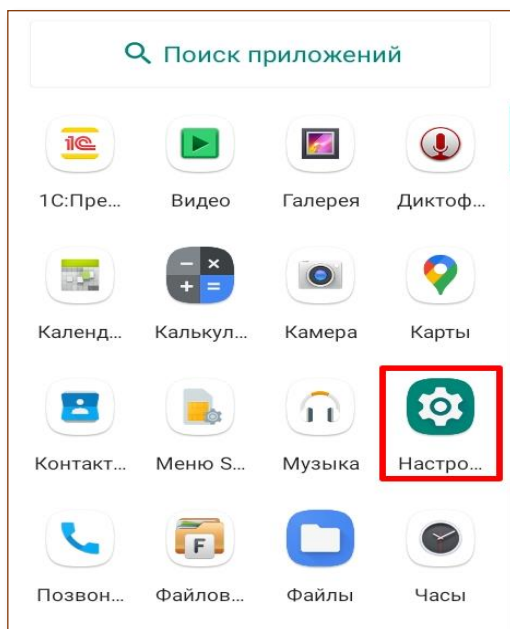 Поиск приложений
1С:Пре... Видео Галерея Диктоф...
Календ... Калькул... Камера Карты
Контакт... Меню S... Музыка Настро...
F
Позвон... Файлов... Файлы Часы